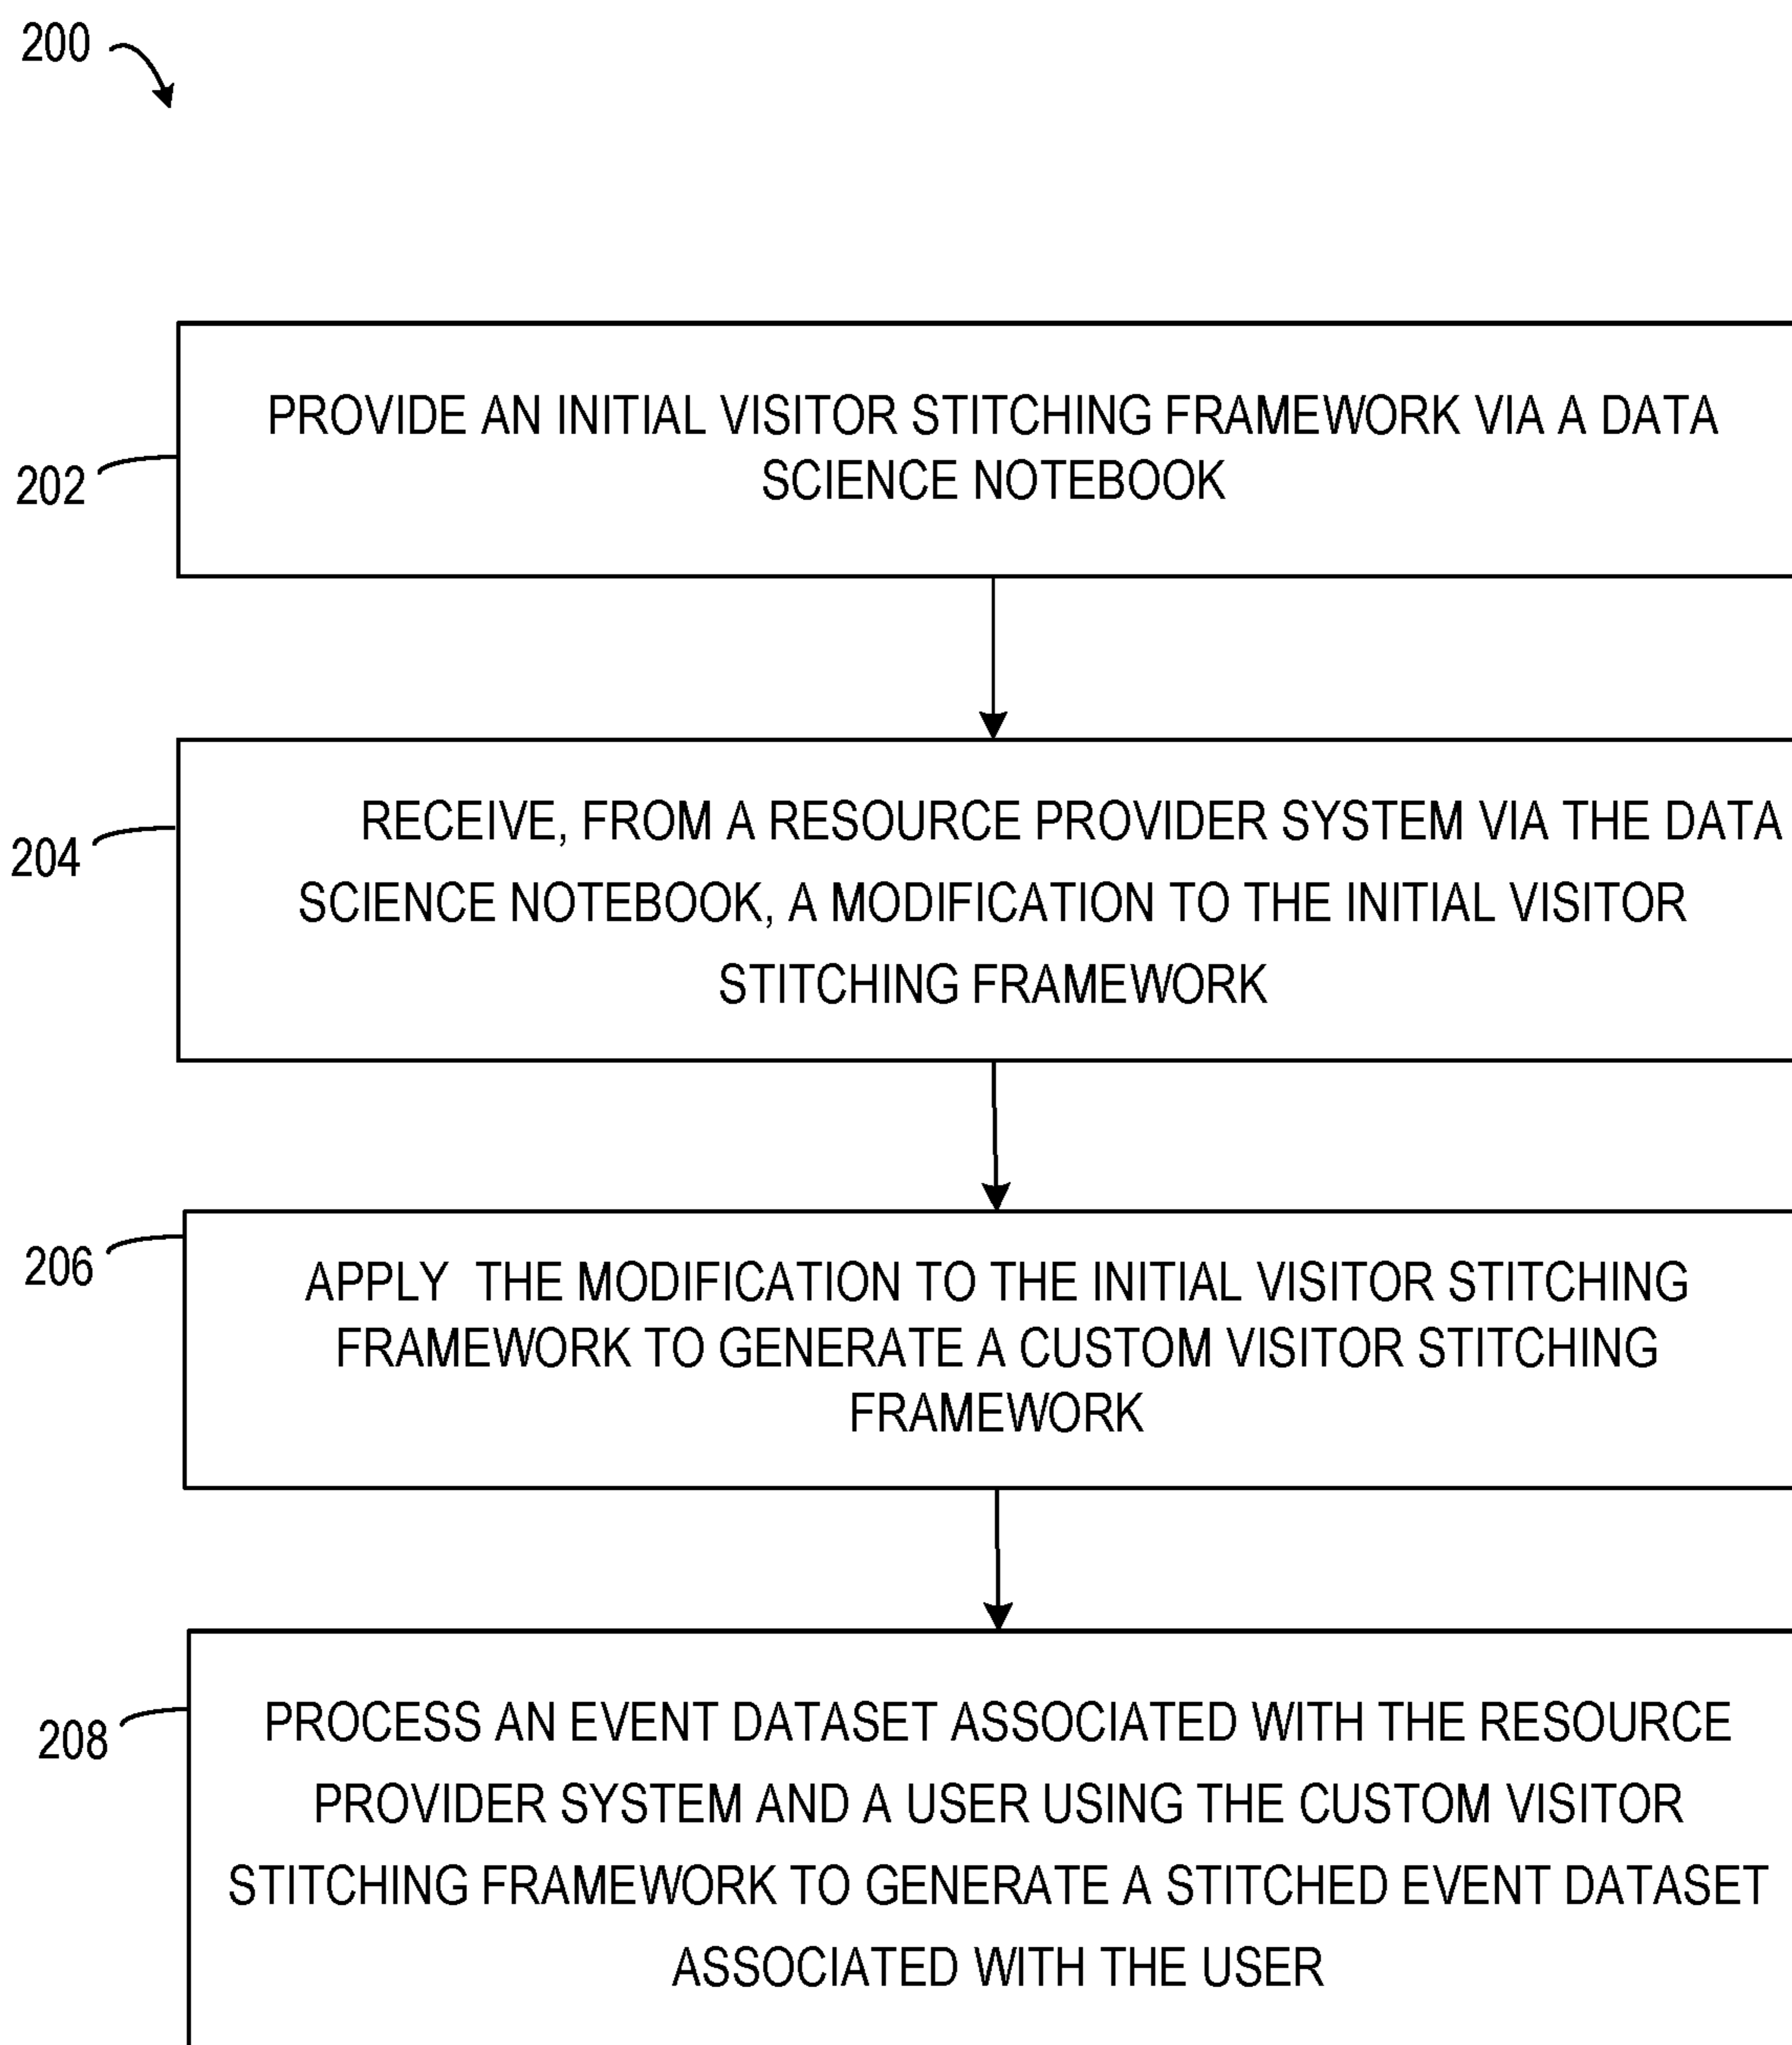 200
PROVIDE AN INITIAL VISITOR STITCHING FRAMEWORK VIA A DATA
SCIENCE NOTEBOOK
202
RECEIVE, FROM A RESOURCE PROVIDER SYSTEM VIA THE DATA
SCIENCE NOTEBOOK, A MODIFICATION TO THE INITIAL VISITOR
STITCHING FRAMEWORK
204
APPLY THE MODIFICATION TO THE INITIAL VISITOR STITCHING
FRAMEWORK TO GENERATE A CUSTOM VISITOR STITCHING
FRAMEWORK
206
PROCESS AN EVENT DATASET ASSOCIATED WITH THE RESOURCE
PROVIDER SYSTEM AND A USER USING THE CUSTOM VISITOR
STITCHING FRAMEWORK TO GENERATE A STITCHED EVENT DATASET
ASSOCIATED WITH THE USER
208